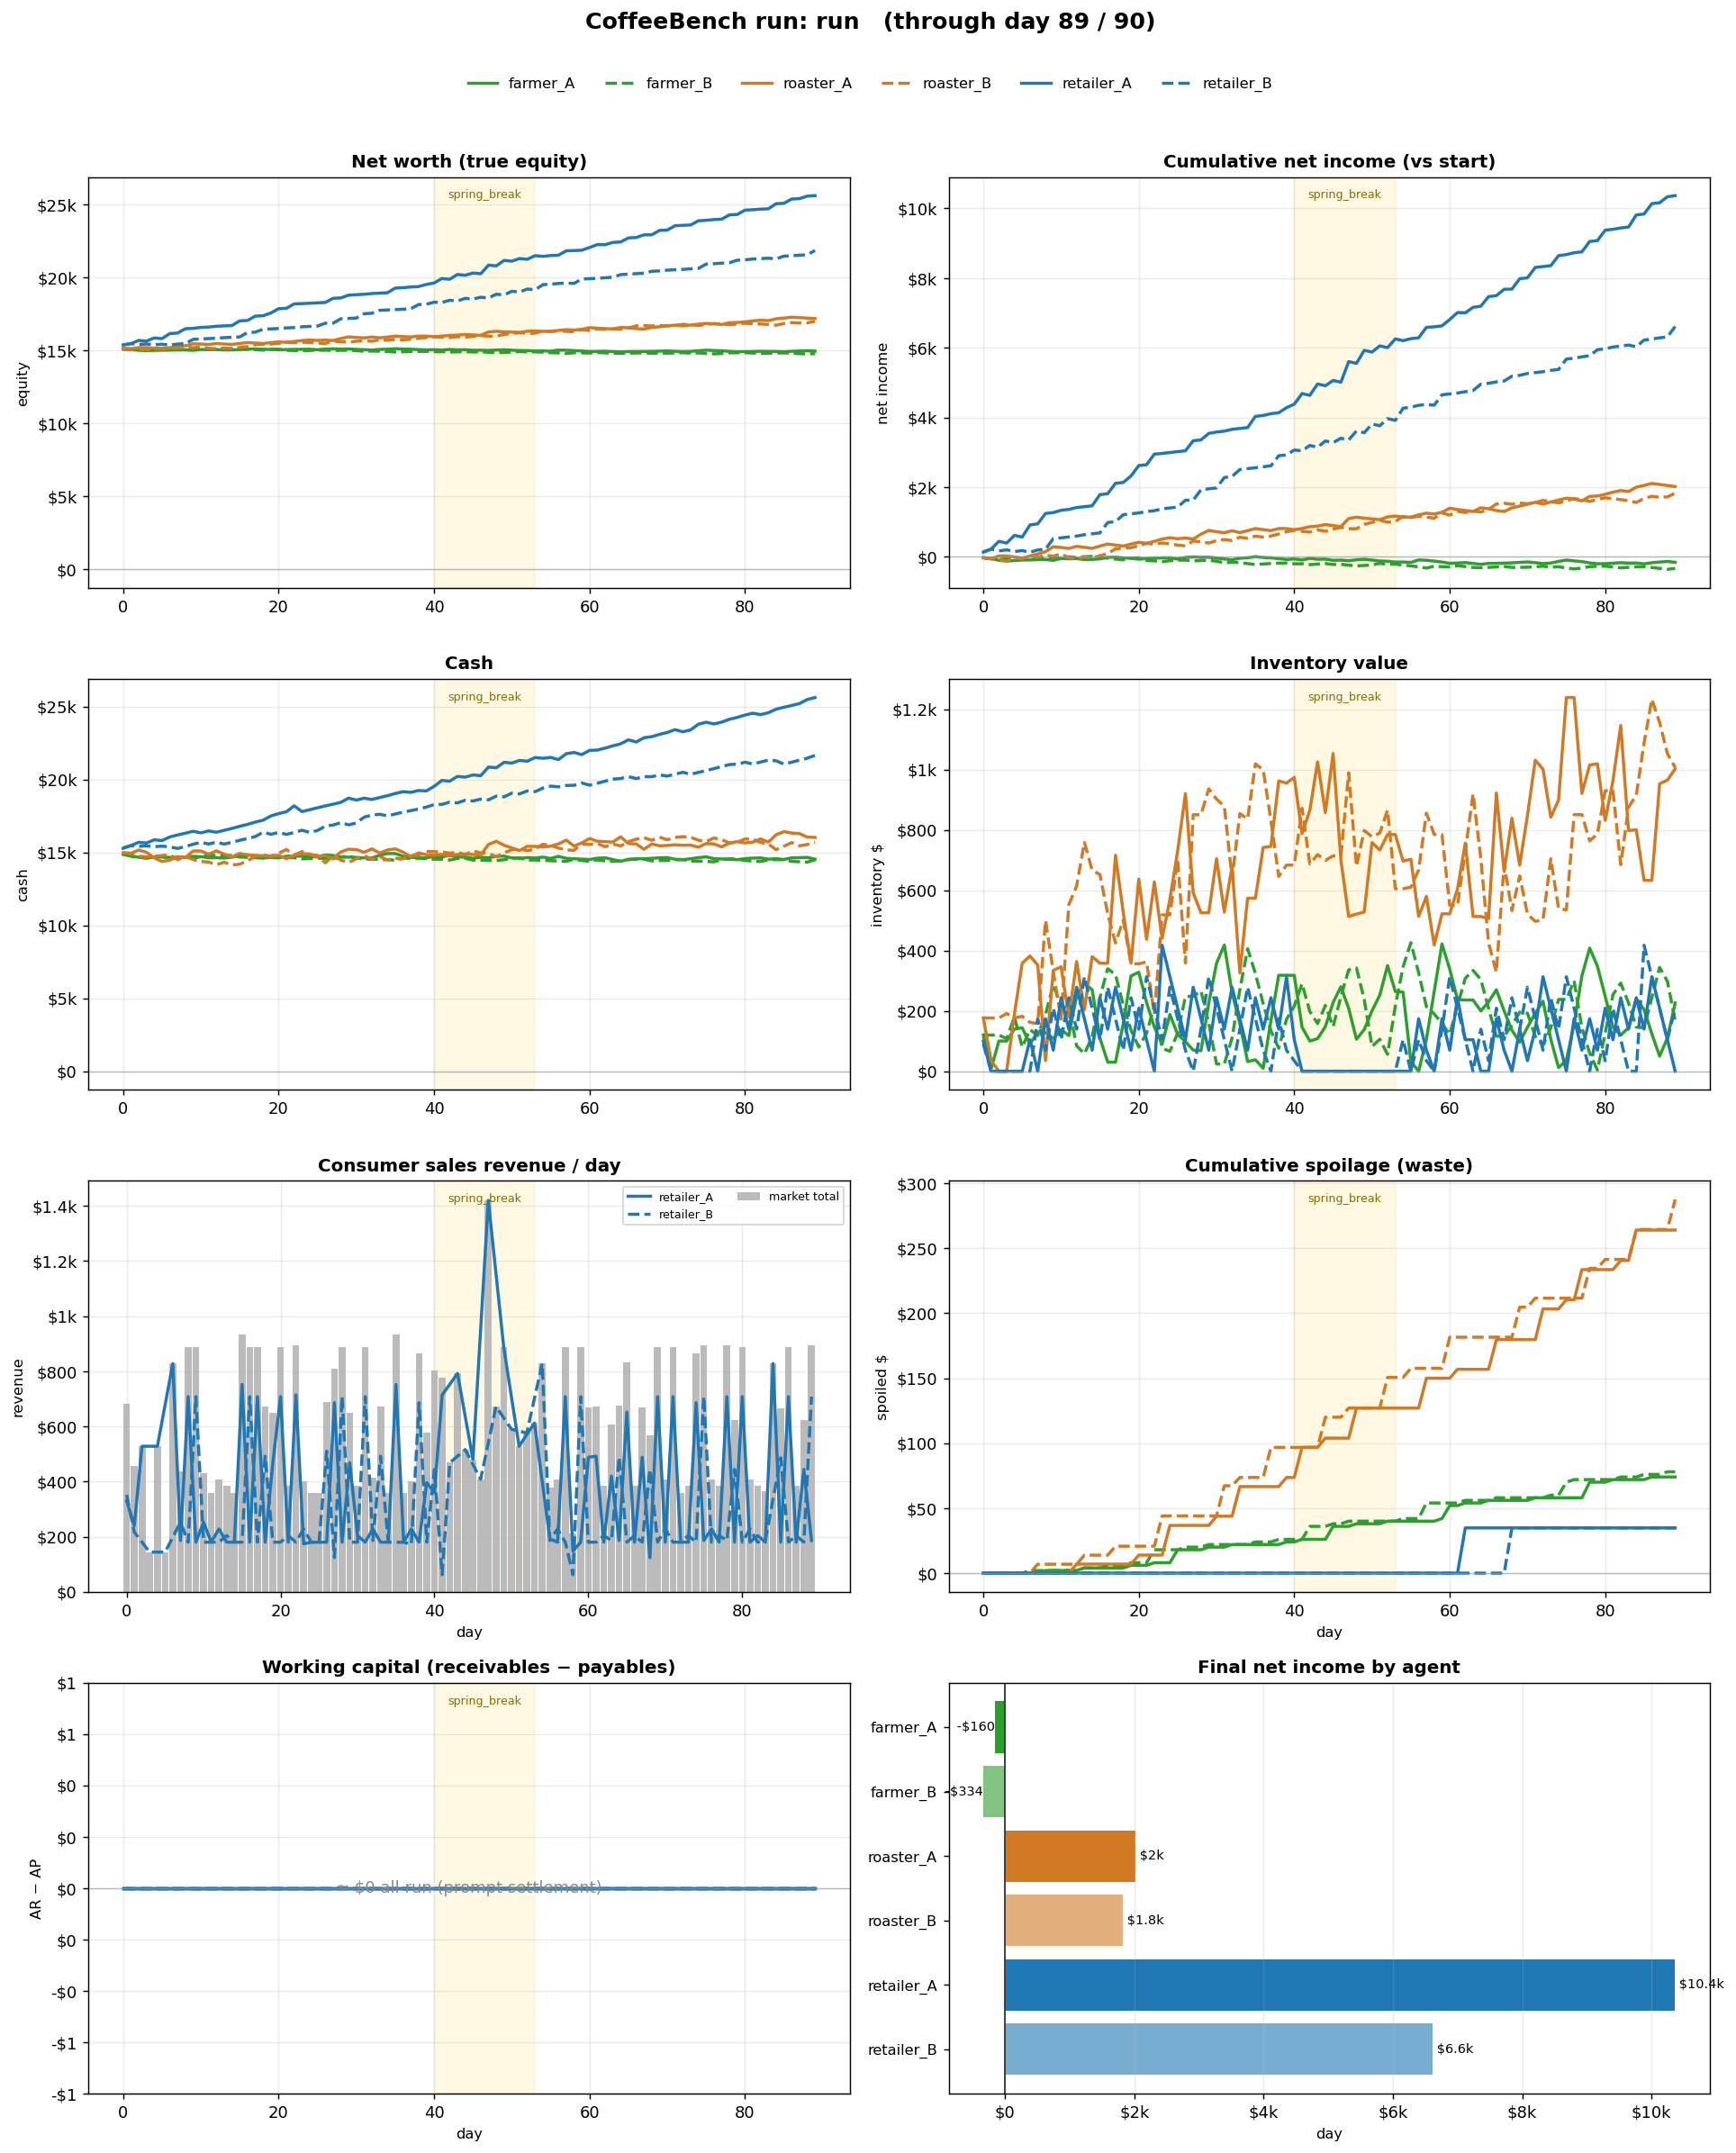 CoffeeBench run: run   (through day 89 / 90)
farmer_A farmer_B roaster_A roaster_B retailer_A retailer_B
Net worth (true equity)
spring_break
$25k
$20k
$15k
$10k
$5k
$0
equity
0 20 40 60 80
Cumulative net income (vs start)
spring_break
$10k
$8k
$6k
$4k
$2k
$0
net income
0 20 40 60 80
Cash
spring_break
$25k
$20k
$15k
$10k
$5k
$0
cash
0 20 40 60 80
Inventory value
spring_break
$1.2k
$1k
$800
$600
$400
$200
$0
inventory $
0 20 40 60 80
Consumer sales revenue / day
spring_break
retailer_A market total
retailer_B
$1.4k
$1.2k
$1k
$800
$600
$400
$200
$0
revenue
0 20 40 60 80
day
Cumulative spoilage (waste)
spring_break
$300
$250
$200
$150
$100
$50
$0
spoiled $
0 20 40 60 80
day
Working capital (receivables − payables)
spring_break
$1
$1
$0
$0
$0
$0
-$0
-$1
-$1
AR − AP
≈ $0 all run (prompt settlement)
0 20 40 60 80
day
Final net income by agent
farmer_A -$160
farmer_B -$334
roaster_A $2k
roaster_B $1.8k
retailer_A $10.4k
retailer_B $6.6k
$0 $2k $4k $6k $8k $10k
day